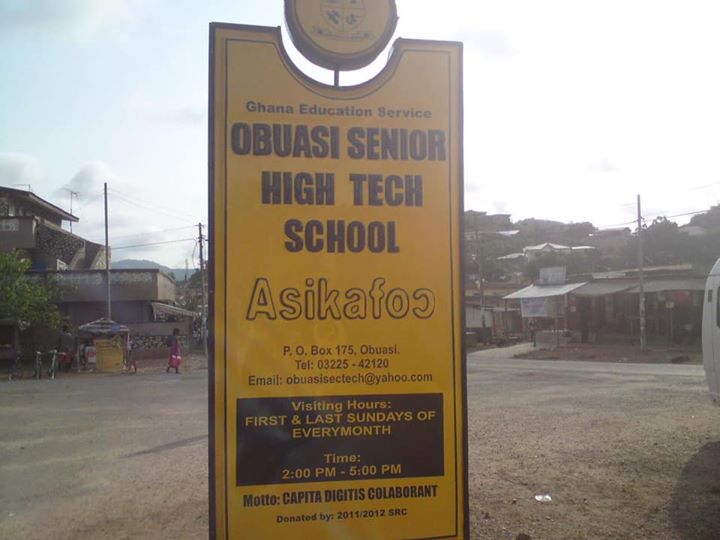 Ghana Education Service
OBUASI SENIOR
HIGH TECH
SCHOOL
Asikafoɔ
P. O. Box 175, Obuasi.
Tel: 03225 - 42120
Email: obuasisectech@yahoo.com
Visiting Hours:
FIRST & LAST SUNDAYS OF
EVERYMONTH
Time:
2:00 PM - 5:00 PM
Motto: CAPITA DIGITIS COLABORANT
Donated by: 2011/2012 SRC